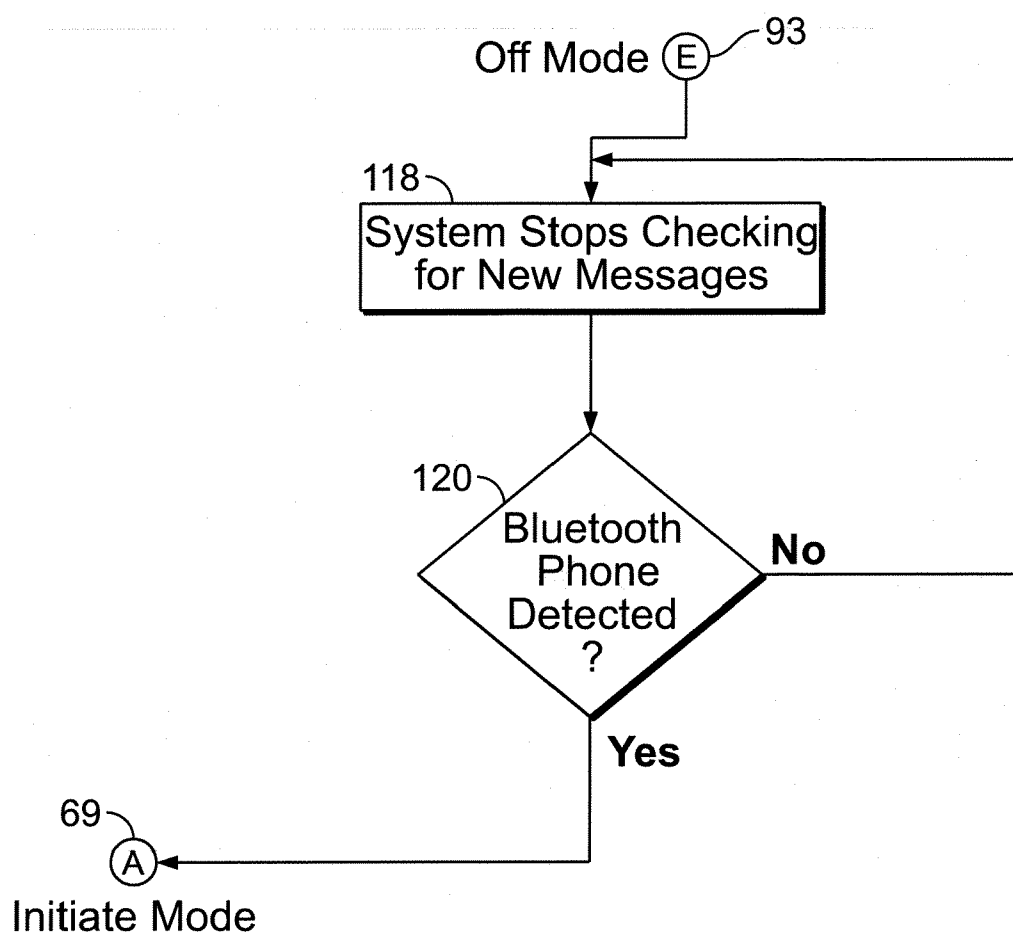 93
Off Mode E
118
System Stops Checking
for New Messages
120
Bluetooth
Phone
Detected
?
No
Yes
69
A
Initiate Mode